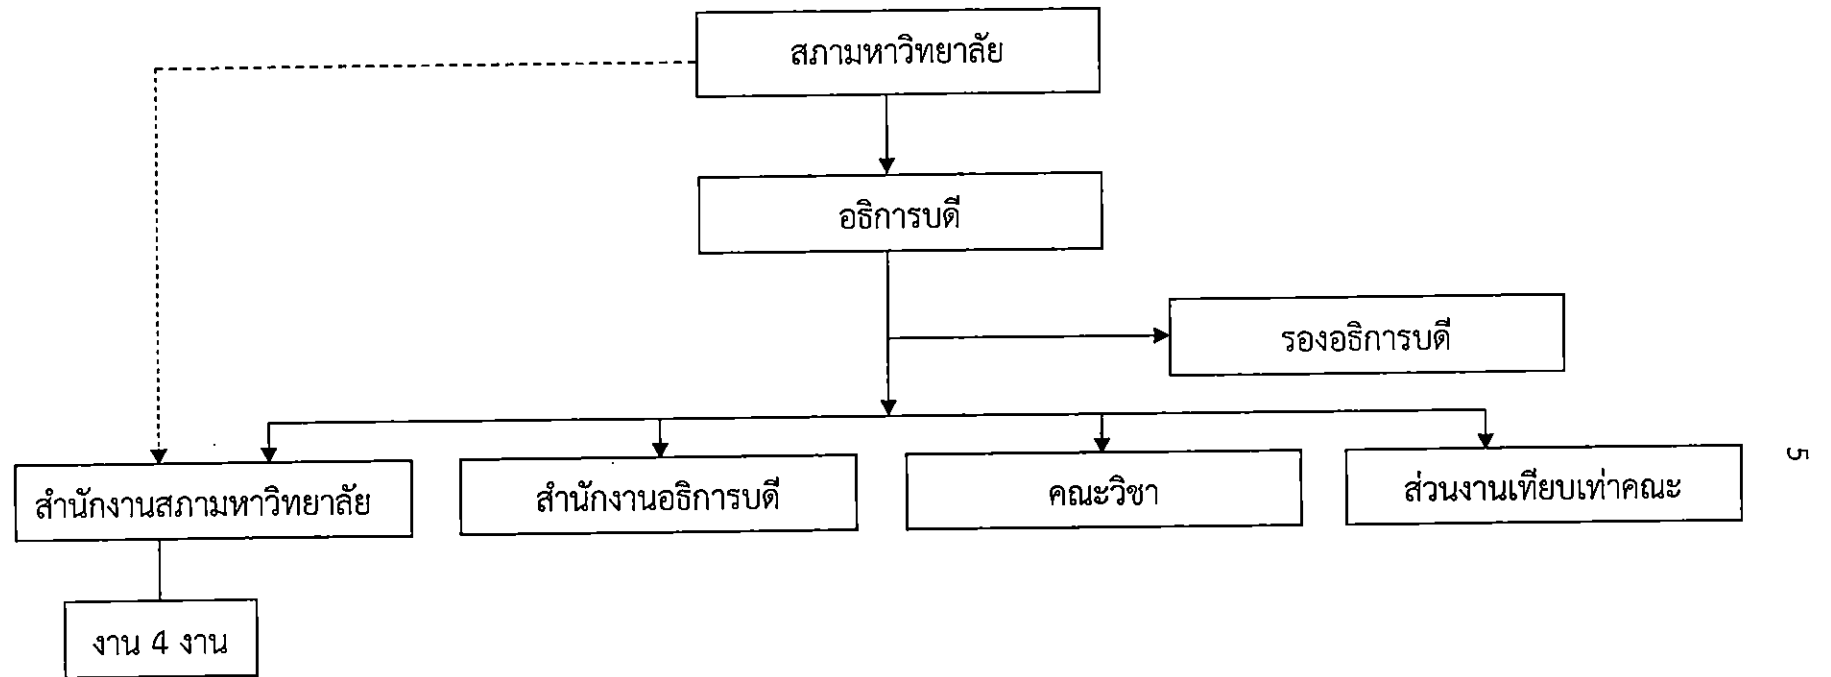 สภามหาวิทยาลัย
อธิการบดี
รองอธิการบดี
สำนักงานสภามหาวิทยาลัย
สำนักงานอธิการบดี
คณะวิชา
ส่วนงานเทียบเท่าคณะ
5
งาน 4 งาน